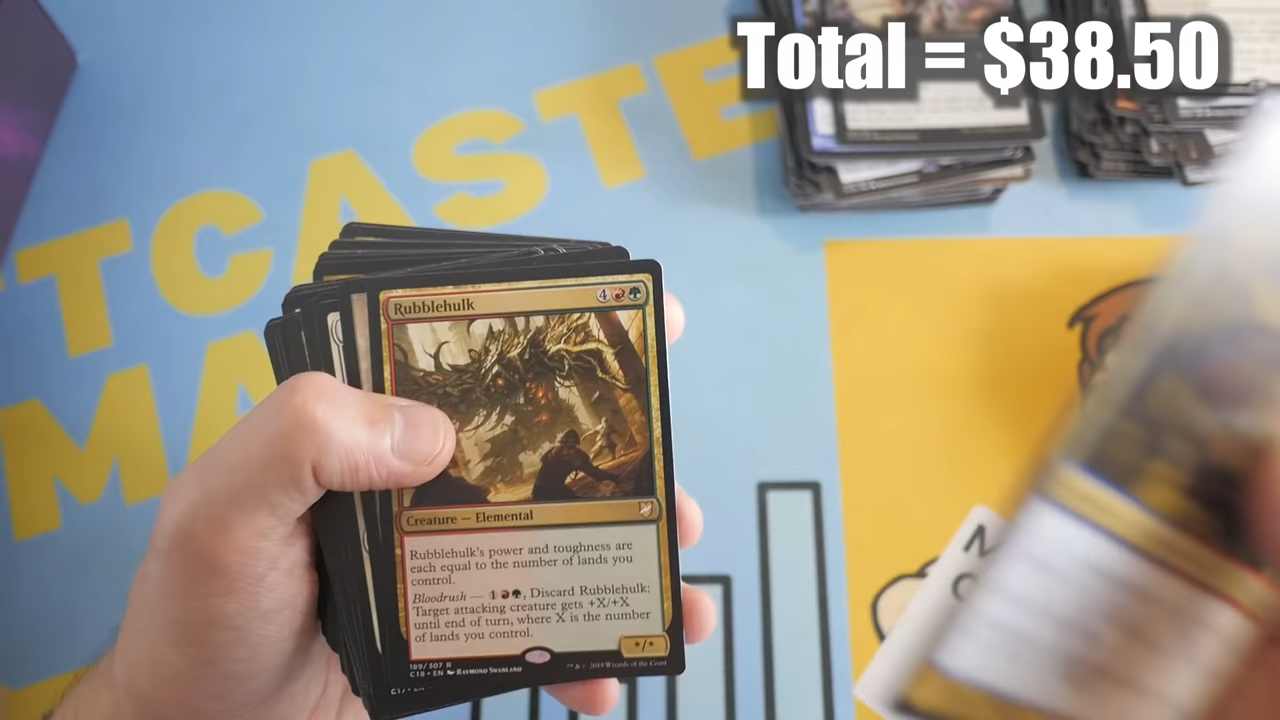 Total = $38.50
TCASTE
MA
Rubblehulk
4
Creature — Elemental
Rubblehulk's power and toughness are
each equal to the number of lands you
control.
Bloodrush — 1, Discard Rubblehulk:
Target attacking creature gets +X/+X
until end of turn, where X is the number
of lands you control.
*/*
189/307 R
C18 • EN Raymond Swanland
™ & © 2018 Wizards of the Coast